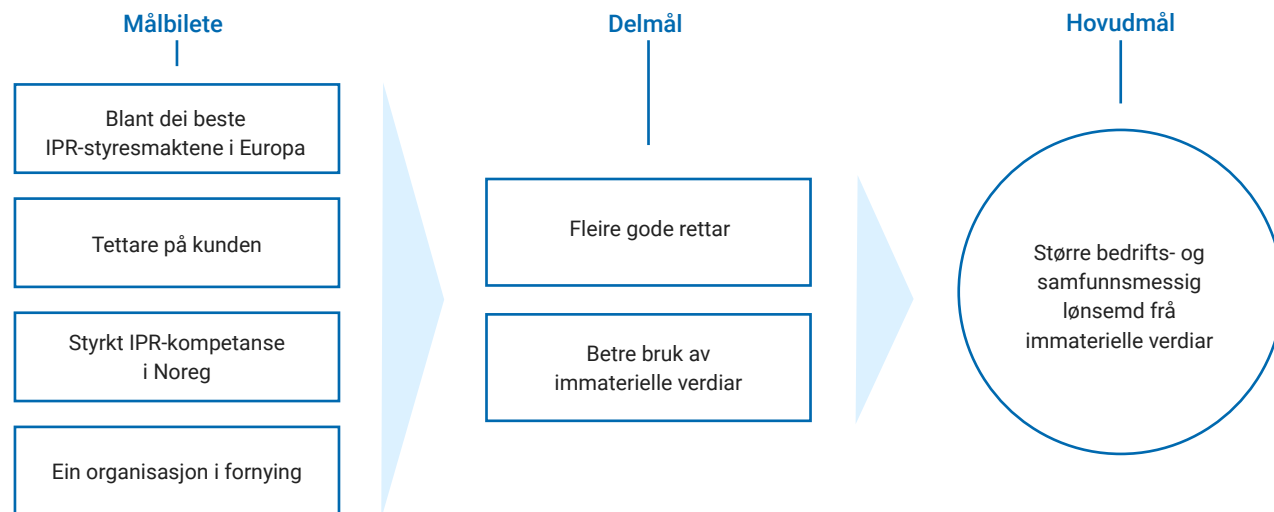 Målbilete
Blant dei beste
IPR-styresmaktene i Europa
Tettare på kunden
Styrkt IPR-kompetanse
i Noreg
Ein organisasjon i fornying
Delmål
Fleire gode rettar
Betre bruk av
immaterielle verdiar
Hovudmål
Større bedrifts- og
samfunnsmessig
lønsemd frå
immaterielle verdiar